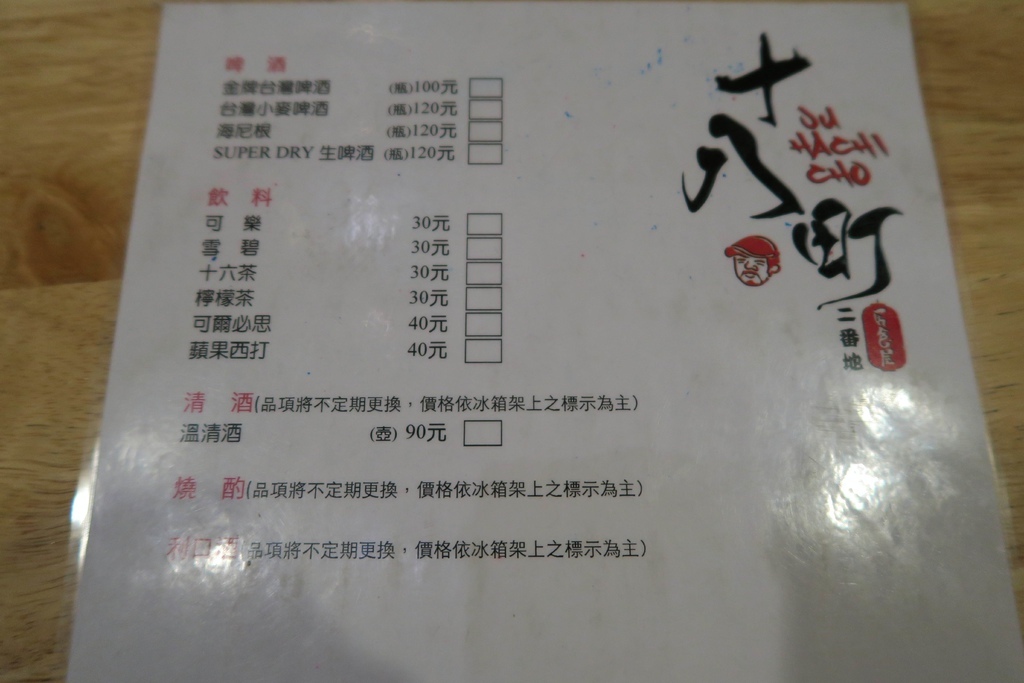 啤 酒
金牌台灣啤酒 (瓶)100元
台灣小麥啤酒 (瓶)120元
海尼根 (瓶)120元
SUPER DRY 生啤酒 (瓶)120元
飲 料
可 樂 30元
雪 碧 30元
十六茶 30元
檸檬茶 30元
可爾必思 40元
蘋果西打 40元
清 酒(品項將不定期更換，價格依冰箱架上之標示為主)
溫清酒 (壺) 90元
燒 酌(品項將不定期更換，價格依冰箱架上之標示為主)
利口酒(品項將不定期更換，價格依冰箱架上之標示為主)
十八町
二番地